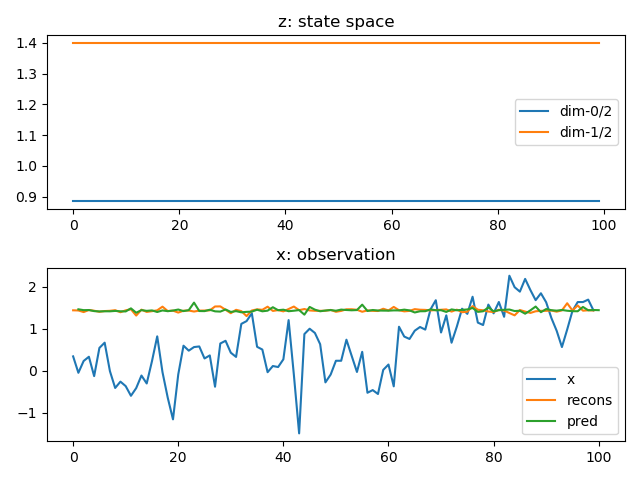 z: state space
1.4
1.3
1.2
1.1
1.0
0.9
dim-0/2
dim-1/2
0 20 40 60 80 100
x: observation
2
1
0
−1
x
recons
pred
0 20 40 60 80 100